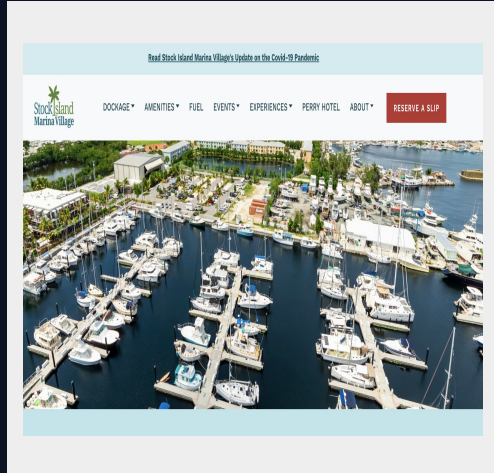 Read Stock Island Marina Village's Update on the Covid-19 Pandemic
Stock Island
Marina Village
DOCKAGE AMENITIES FUEL EVENTS EXPERIENCES PERRY HOTEL ABOUT RESERVE A SLIP